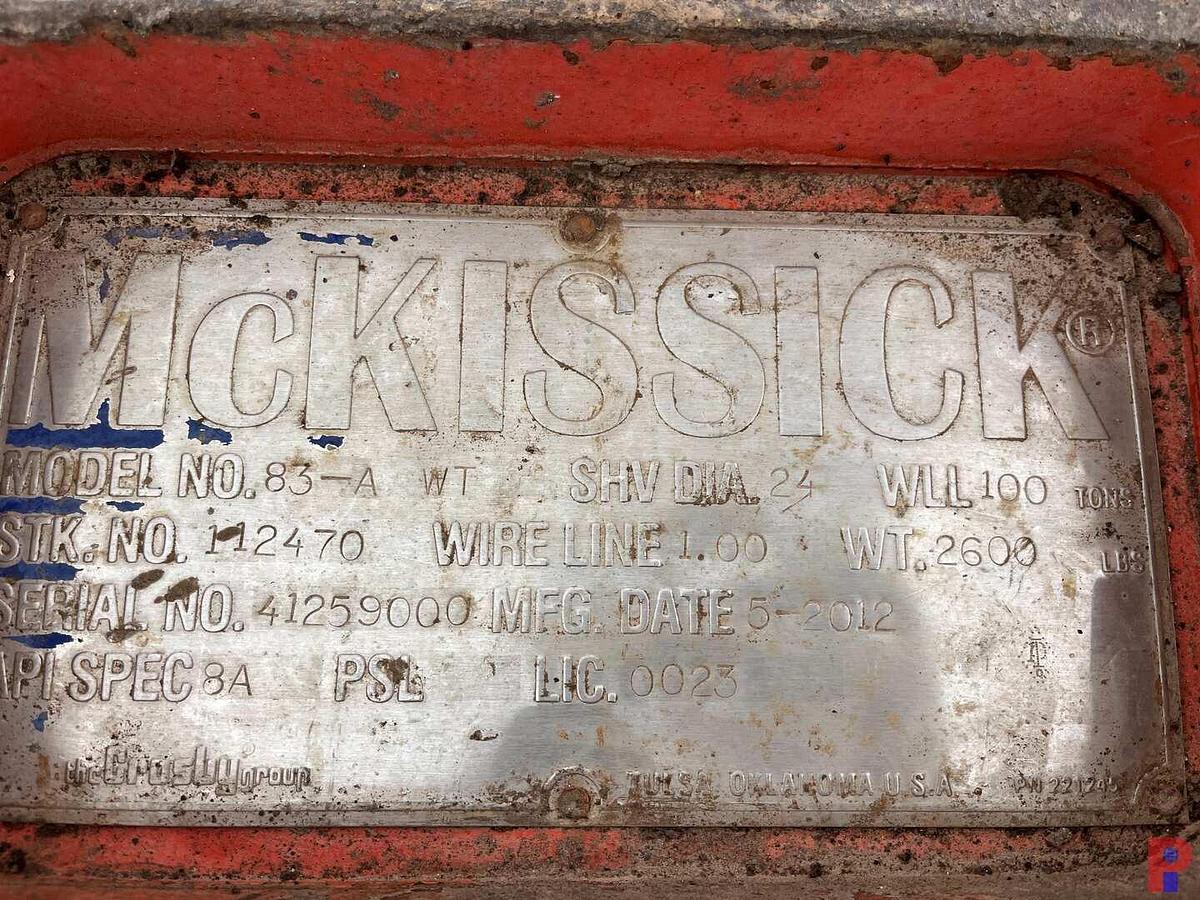 McKISSICK®
MODEL NO. 83-A WT SHV DIA. 24 WLL 100 TONS
STK. NO. 112470 WIRE LINE 1.00 WT. 2600 LBS
SERIAL NO. 41259000 MFG. DATE 5-2012
API SPEC 8A PSL LIC. 0023
the Crosby group TULSA, OKLAHOMA U.S.A. PN 221245